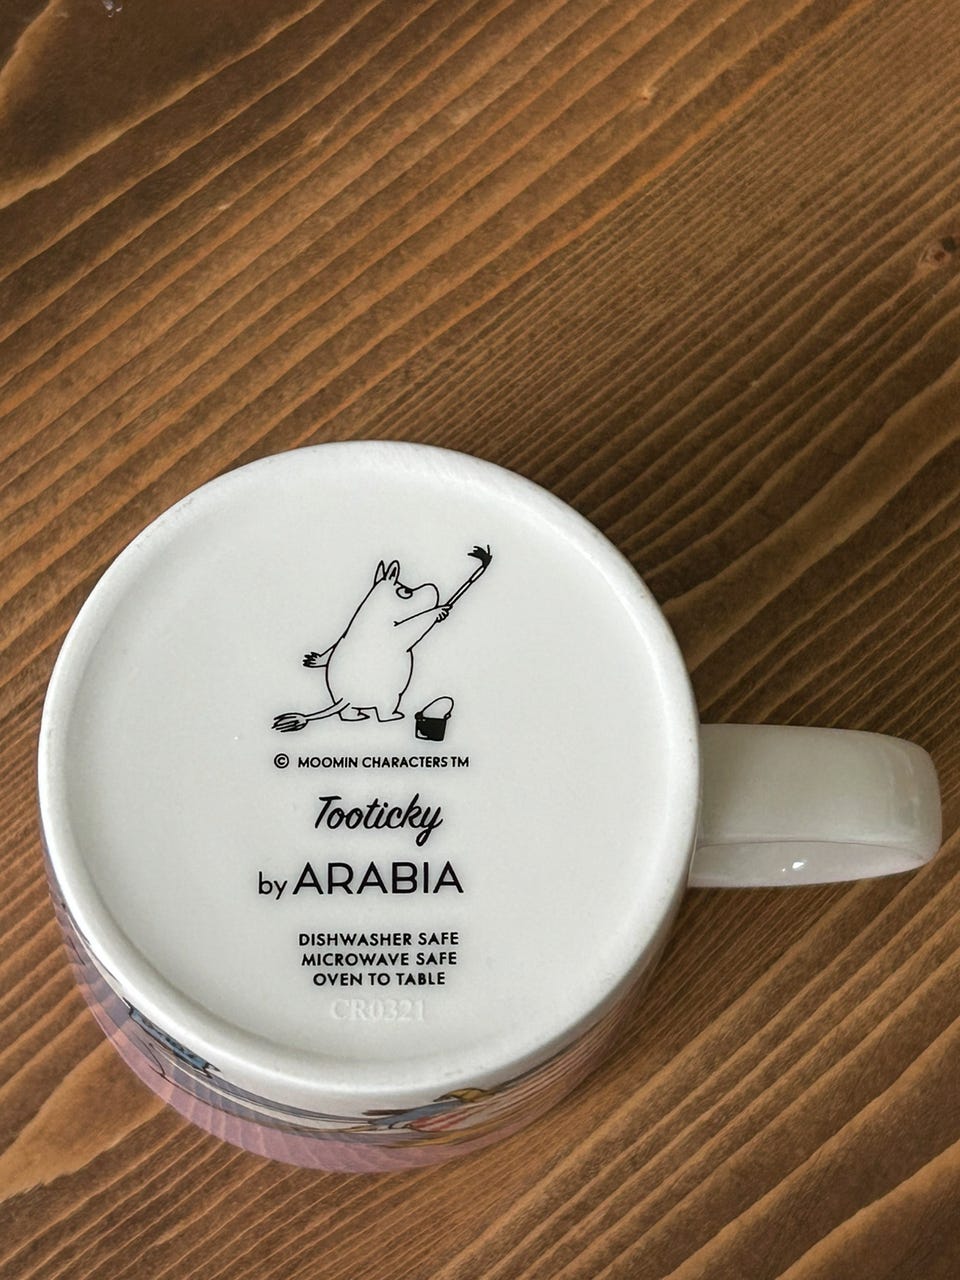 © MOOMIN CHARACTERS TM
Tooticky
by ARABIA
DISHWASHER SAFE
MICROWAVE SAFE
OVEN TO TABLE
CR0321